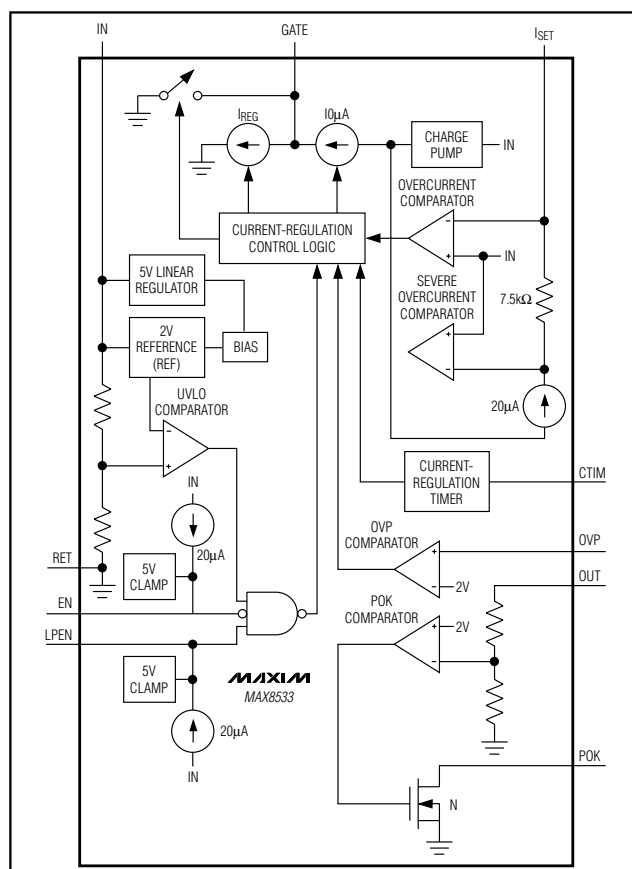 IN
GATE
ISET
IREG
10µA
CHARGE
PUMP
IN
OVERCURRENT
COMPARATOR
-
+
IN
CURRENT-REGULATION
CONTROL LOGIC
5V LINEAR
REGULATOR
SEVERE
OVERCURRENT
COMPARATOR
+
-
7.5kΩ
2V
REFERENCE
(REF)
BIAS
UVLO
COMPARATOR
-
+
20µA
CURRENT-
REGULATION
TIMER
CTIM
IN
20µA
OVP
COMPARATOR
+
-
2V
OVP
OUT
RET
5V
CLAMP
EN
POK
COMPARATOR
+
-
2V
LPEN
5V
CLAMP
MAXIM
MAX8533
20µA
IN
POK
N